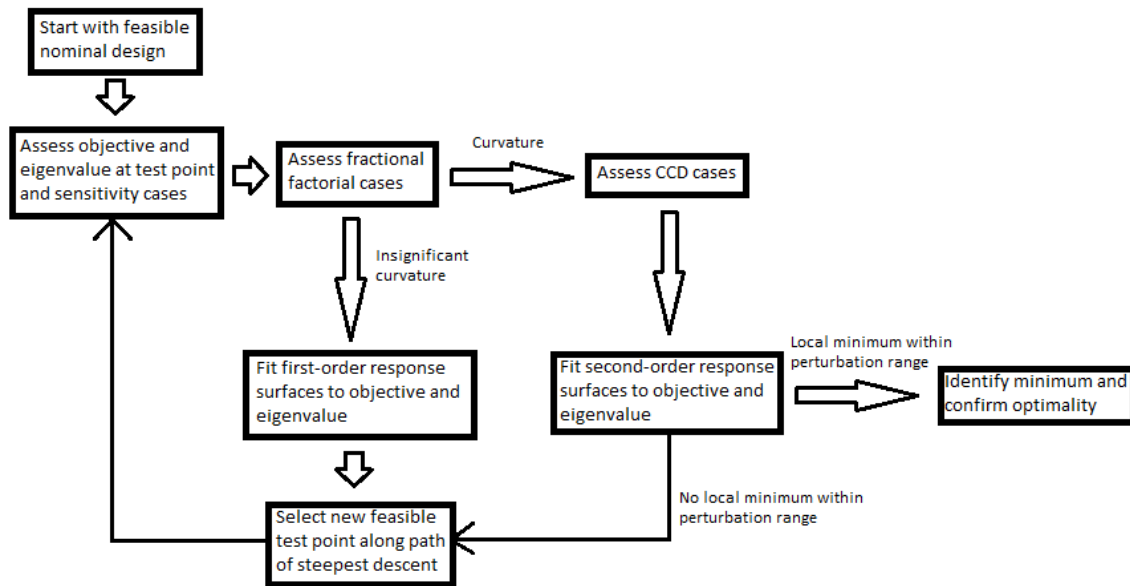 Start with feasible
nominal design
Assess objective and
eigenvalue at test point
and sensitivity cases
Assess fractional
factorial cases
Curvature
Assess CCD cases
Insignificant
curvature
Fit first-order response
surfaces to objective and
eigenvalue
Fit second-order response
surfaces to objective and
eigenvalue
Local minimum within
perturbation range
Identify minimum and
confirm optimality
Select new feasible
test point along path
of steepest descent
No local minimum within
perturbation range